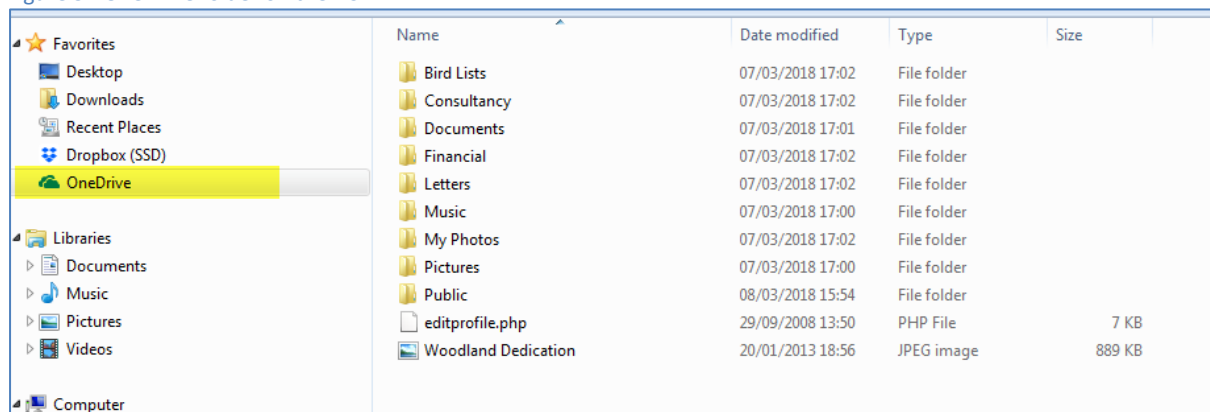 Name Date modified Type Size
Favorites
Desktop
Downloads
Recent Places
Dropbox (SSD)
OneDrive
Libraries
Documents
Music
Pictures
Videos
Computer
Bird Lists 07/03/2018 17:02 File folder
Consultancy 07/03/2018 17:02 File folder
Documents 07/03/2018 17:01 File folder
Financial 07/03/2018 17:02 File folder
Letters 07/03/2018 17:02 File folder
Music 07/03/2018 17:00 File folder
My Photos 07/03/2018 17:02 File folder
Pictures 07/03/2018 17:00 File folder
Public 08/03/2018 15:54 File folder
editprofile.php 29/09/2008 13:50 PHP File 7 KB
Woodland Dedication 20/01/2013 18:56 JPEG image 889 KB